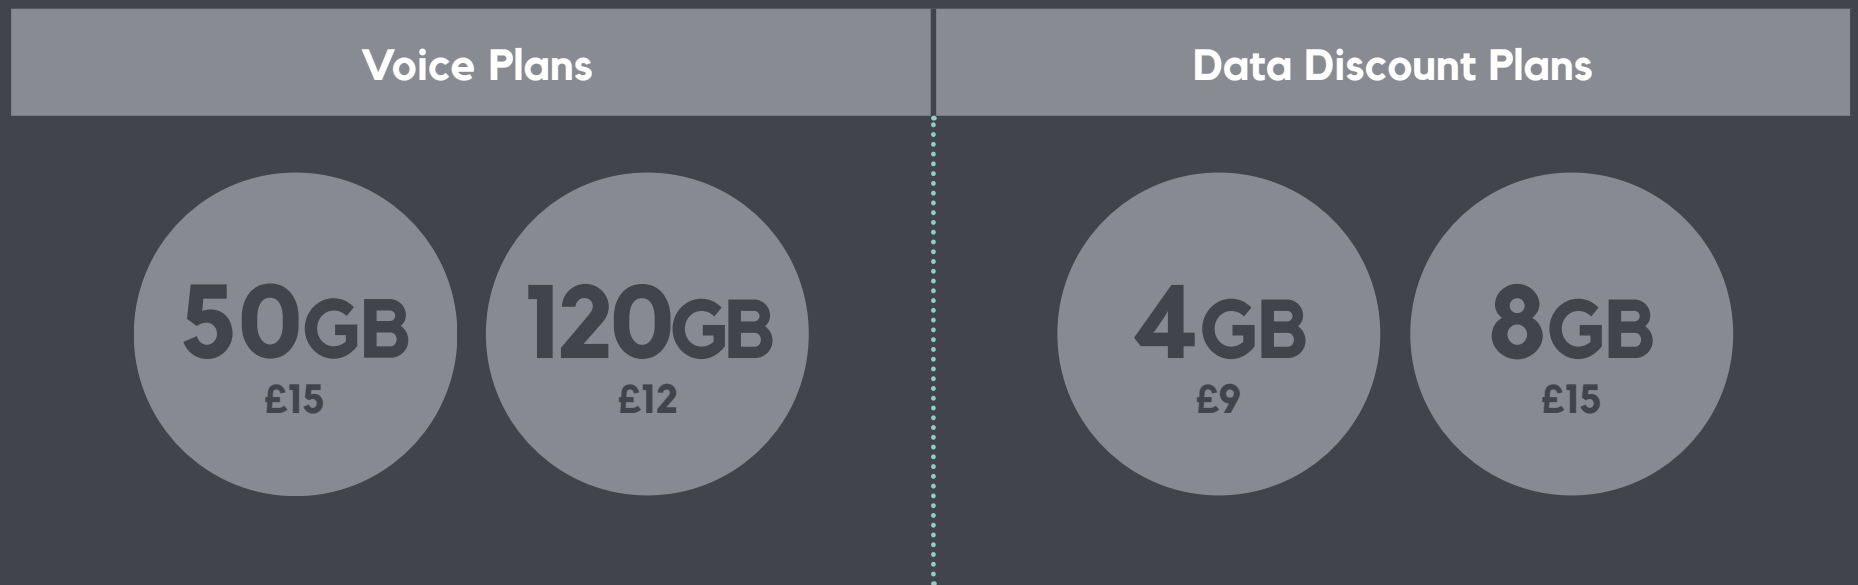 Voice Plans
Data Discount Plans
50GB
£15
120GB
£12
4GB
£9
8GB
£15